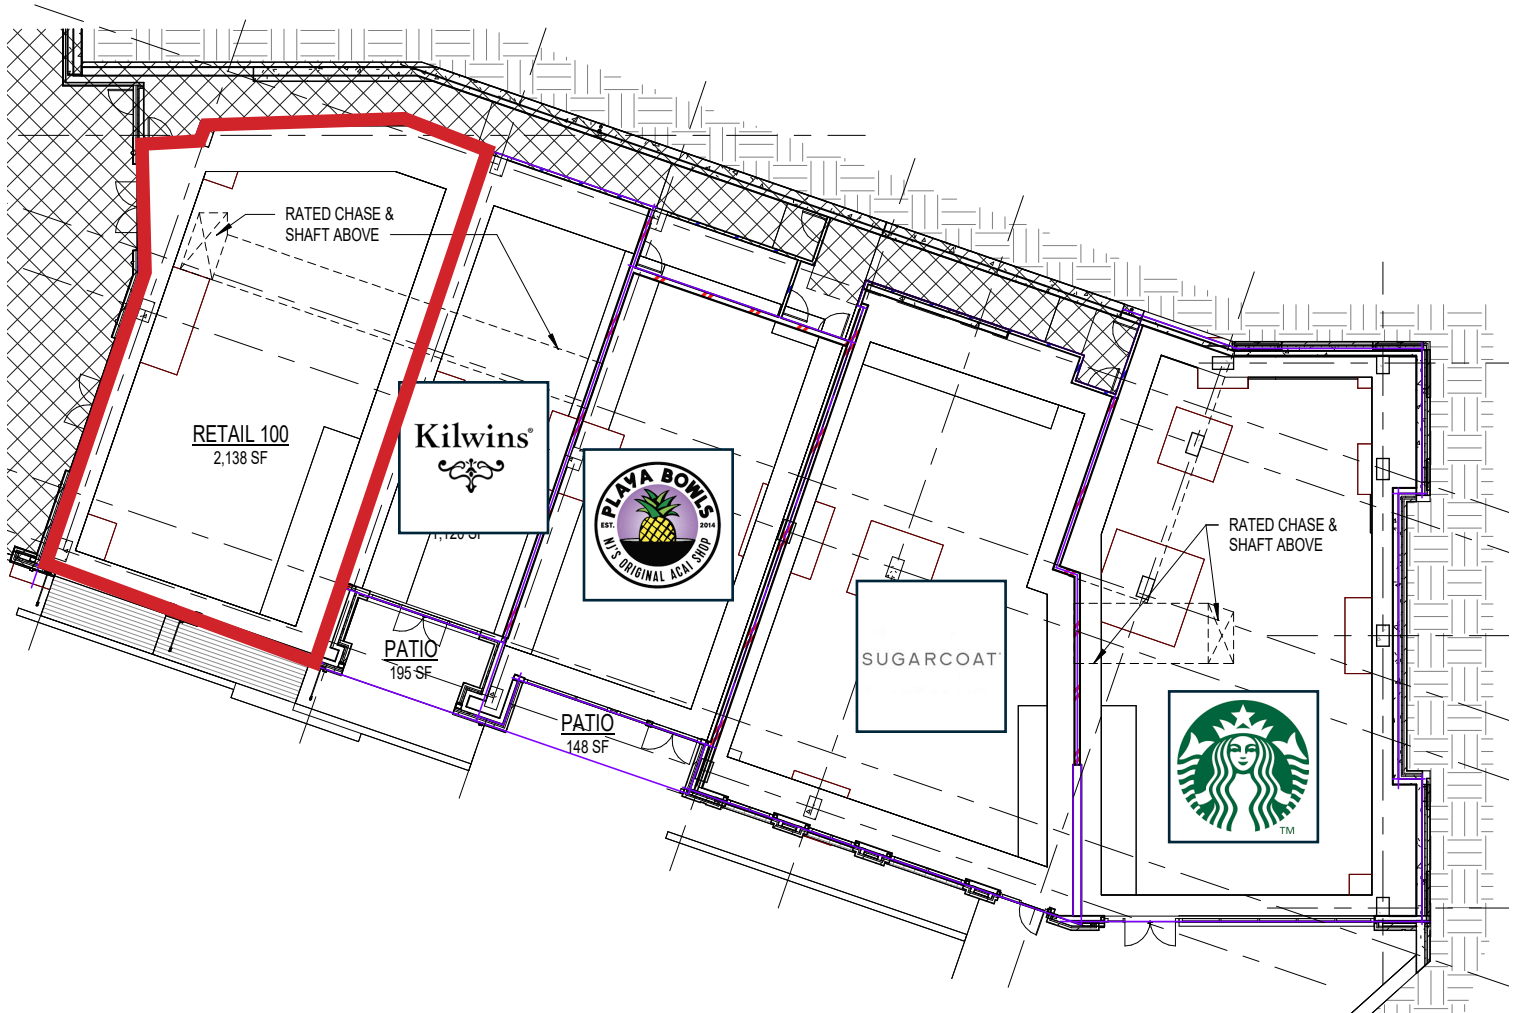 RATED CHASE &
SHAFT ABOVE
RETAIL 100
2,138 SF
Kilwins®
PLAYA BOWLS
EST. 2014
NJ'S ORIGINAL ACAI SHOP
RATED CHASE &
SHAFT ABOVE
PATIO
195 SF
SUGARCOAT
PATIO
148 SF
TM